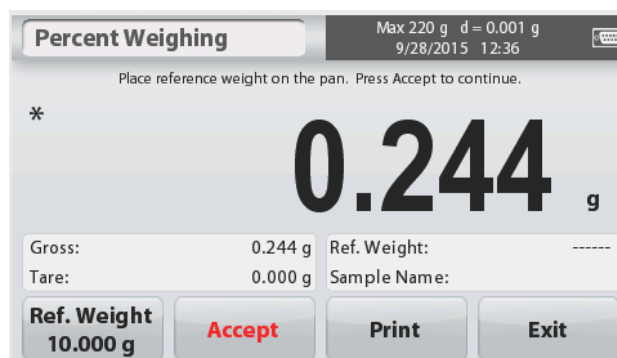 Percent Weighing
Max 220 g d = 0.001 g
9/28/2015 12:36
Place reference weight on the pan. Press Accept to continue.
*
0.244 g
Gross: 0.244 g
Tare: 0.000 g
Ref. Weight: ------
Sample Name:
Ref. Weight
10.000 g
Accept
Print
Exit